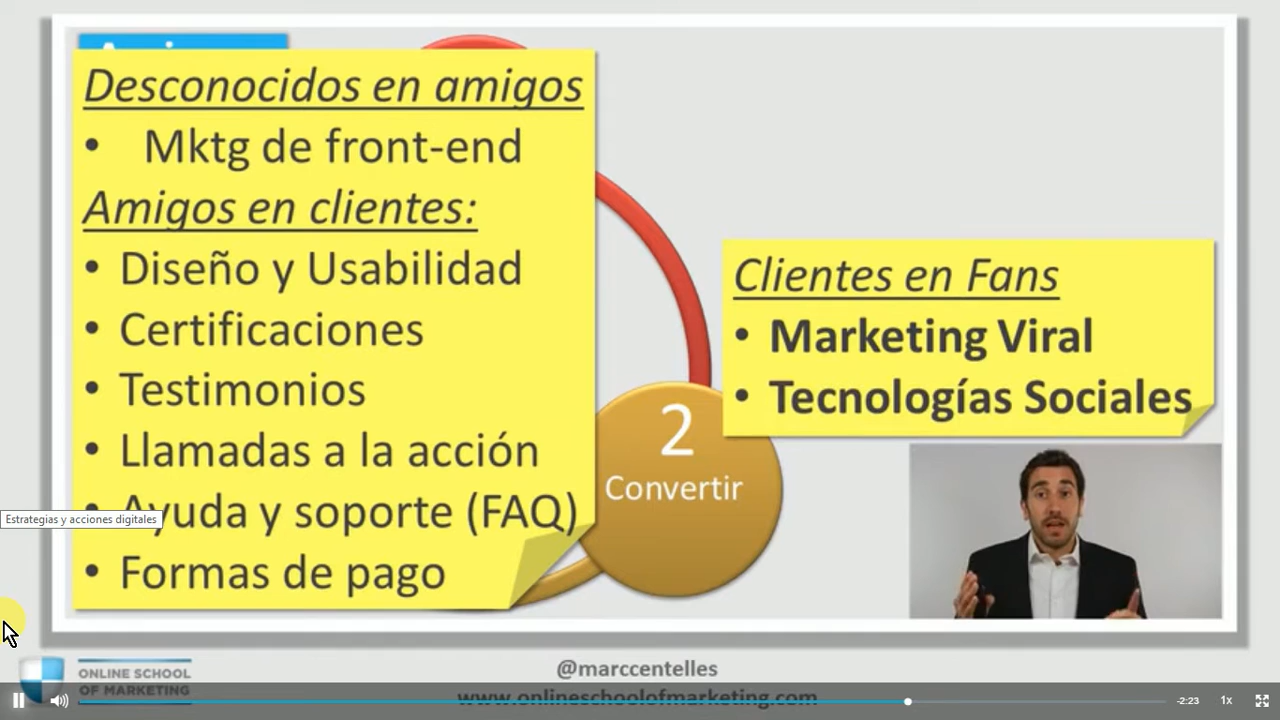 Desconocidos en amigos
• Mktg de front-end
Amigos en clientes:
• Diseño y Usabilidad
• Certificaciones
• Testimonios
• Llamadas a la acción
• Ayuda y soporte (FAQ)
• Formas de pago
Clientes en Fans
• Marketing Viral
• Tecnologías Sociales
2
Convertir
Estrategias y acciones digitales
ONLINE SCHOOL
OF MARKETING
@marccentelles
www.onlineschoolofmarketing.com
-2:23
1x